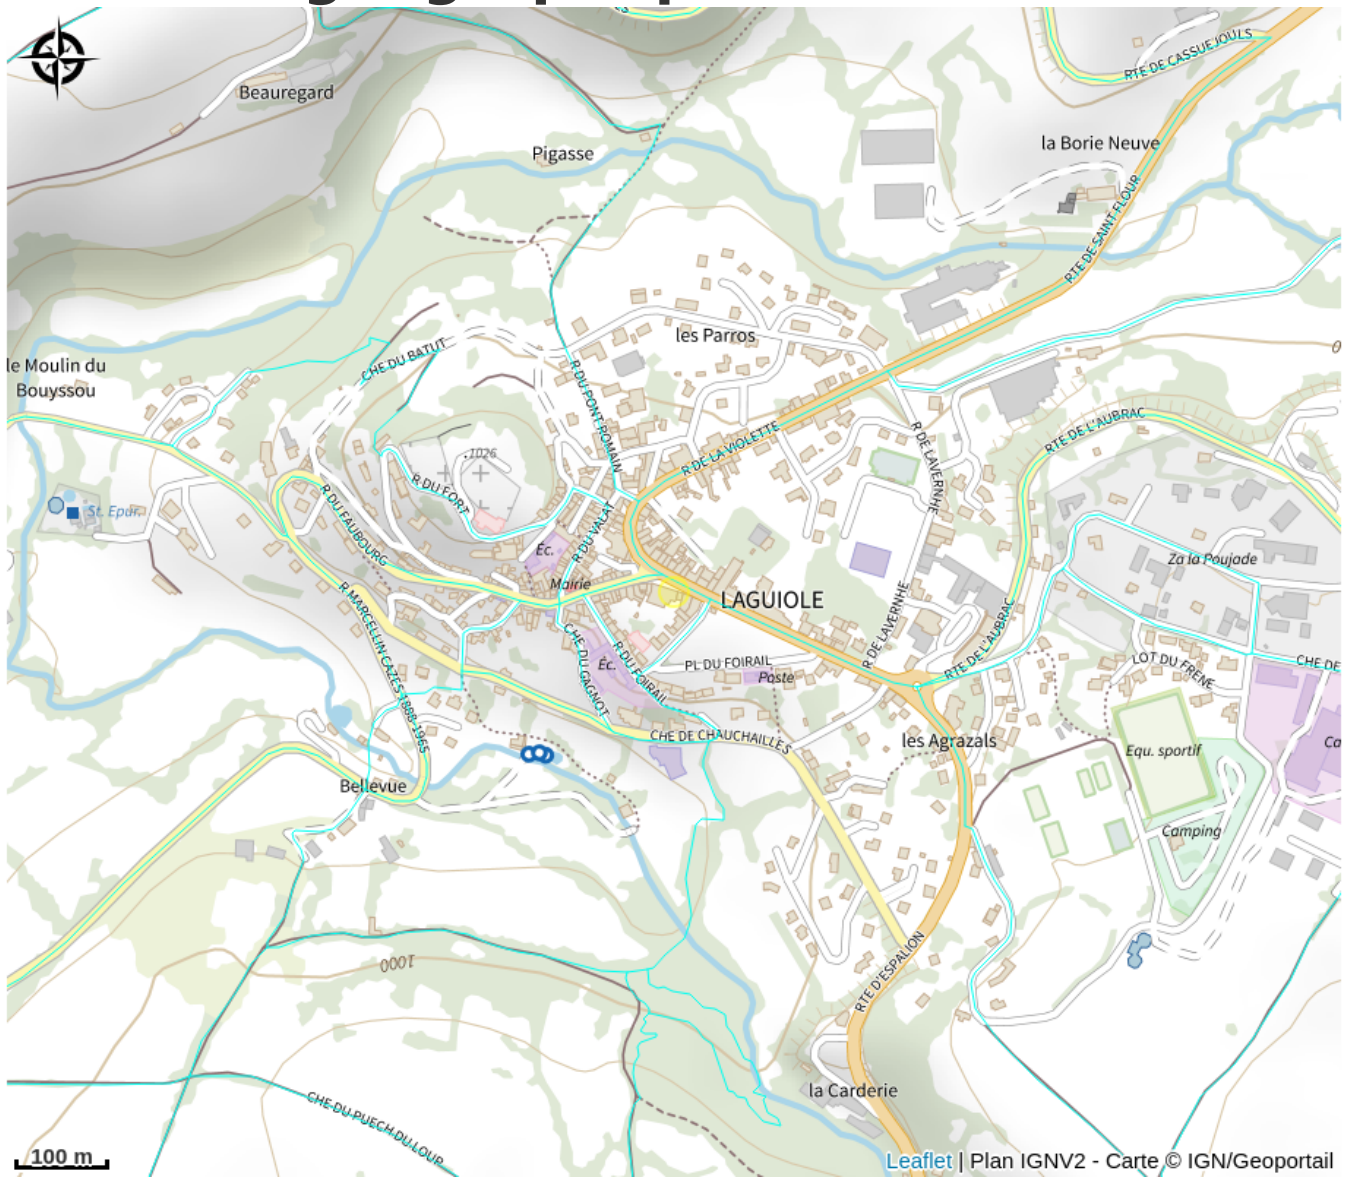 Beauregard
RTE DE CASSUEJOULS
Pigasse
la Borie Neuve
RTE DE SAINT FLOUR
les Parros
le Moulin du
Bouyssou
CHE DU BATUT
R DU PONT ROMAIN
R DE LA VIOLETTE
RTE DE L'AUBRAC
R DE LAVERNHE
.1026
R DU FORT
St. Epur.
R DU FAUBOURG
R DU VALAT
Éc.
Mairie
Za la Poujade
LAGUIOLE
R MARCELLIN CAZES 1888-1965
R DE LAVERNHE
RTE DE L'AUBRAC
CHE DU GAGNOT
Éc.
R DU FOIRAIL
PL DU FOIRAIL
Poste
LOT DU FRENE
CHE DE
CHE DE CHAUCHAILLES
les Agrazals
Equ. sportif
Ca
Bellevue
Camping
1000
RTE D'ESPALION
la Carderie
CHE DU PUECH DU LOUP
100 m
Leaflet | Plan IGNV2 - Carte © IGN/Geoportail